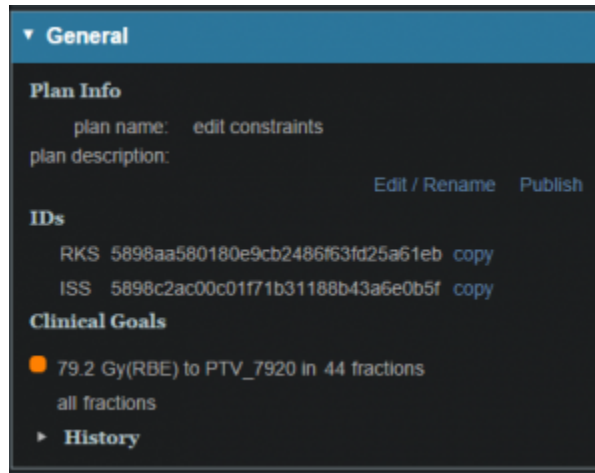 General
Plan Info
plan name: edit constraints
plan description:
Edit / Rename Publish
IDs
RKS 5898aa580180e9cb2486f63fd25a61eb copy
ISS 5898c2ac00c01f71b31188b43a6e0b5f copy
Clinical Goals
79.2 Gy(RBE) to PTV_7920 in 44 fractions
all fractions
History